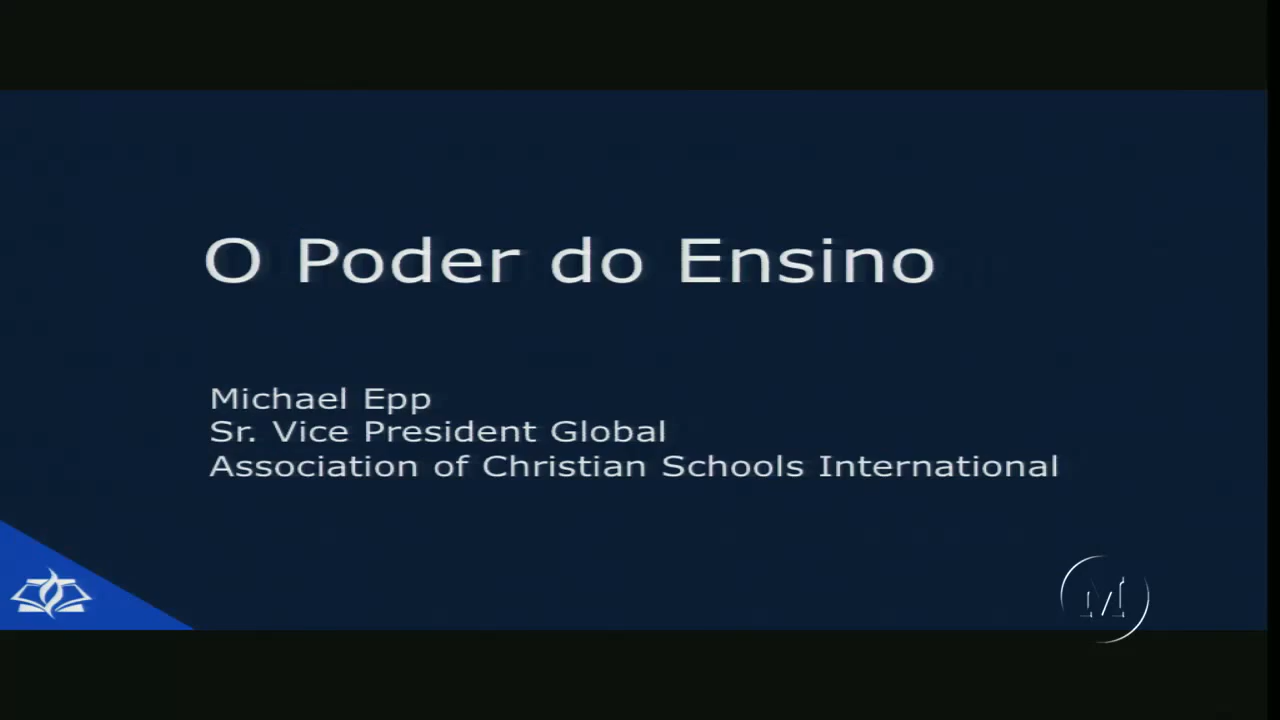 O Poder do Ensino
Michael Epp
Sr. Vice President Global
Association of Christian Schools International
M